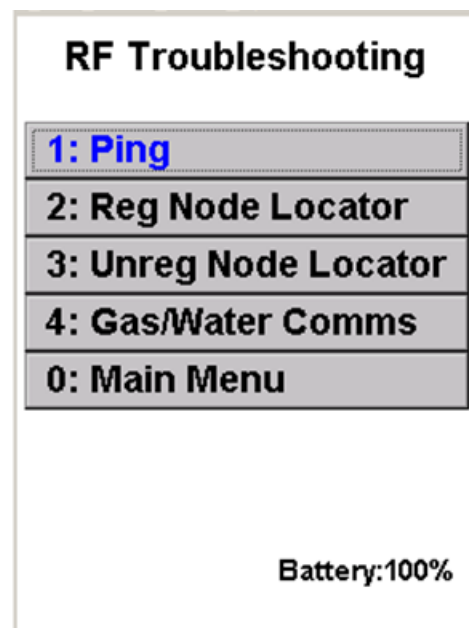 RF Troubleshooting
1: Ping
2: Reg Node Locator
3: Unreg Node Locator
4: Gas/Water Comms
0: Main Menu
Battery:100%